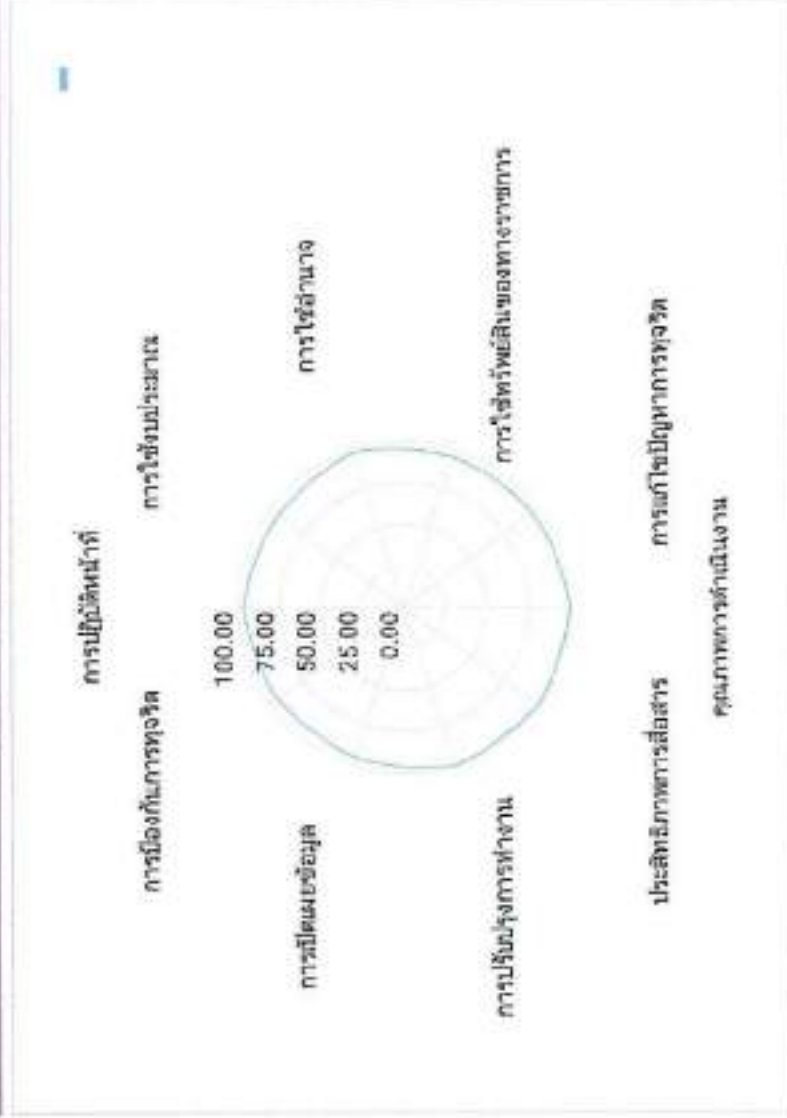 การปฏิบัติหน้าที่
การป้องกันการทุจริต
การใช้งบประมาณ
การเปิดเผยข้อมูล
100.00
75.00
50.00
25.00
0.00
การใช้อำนาจ
การปรับปรุงการทำงาน
การใช้ทรัพย์สินของทางราชการ
ประสิทธิภาพการสื่อสาร
การแก้ไขปัญหาการทุจริต
คุณภาพการดำเนินงาน